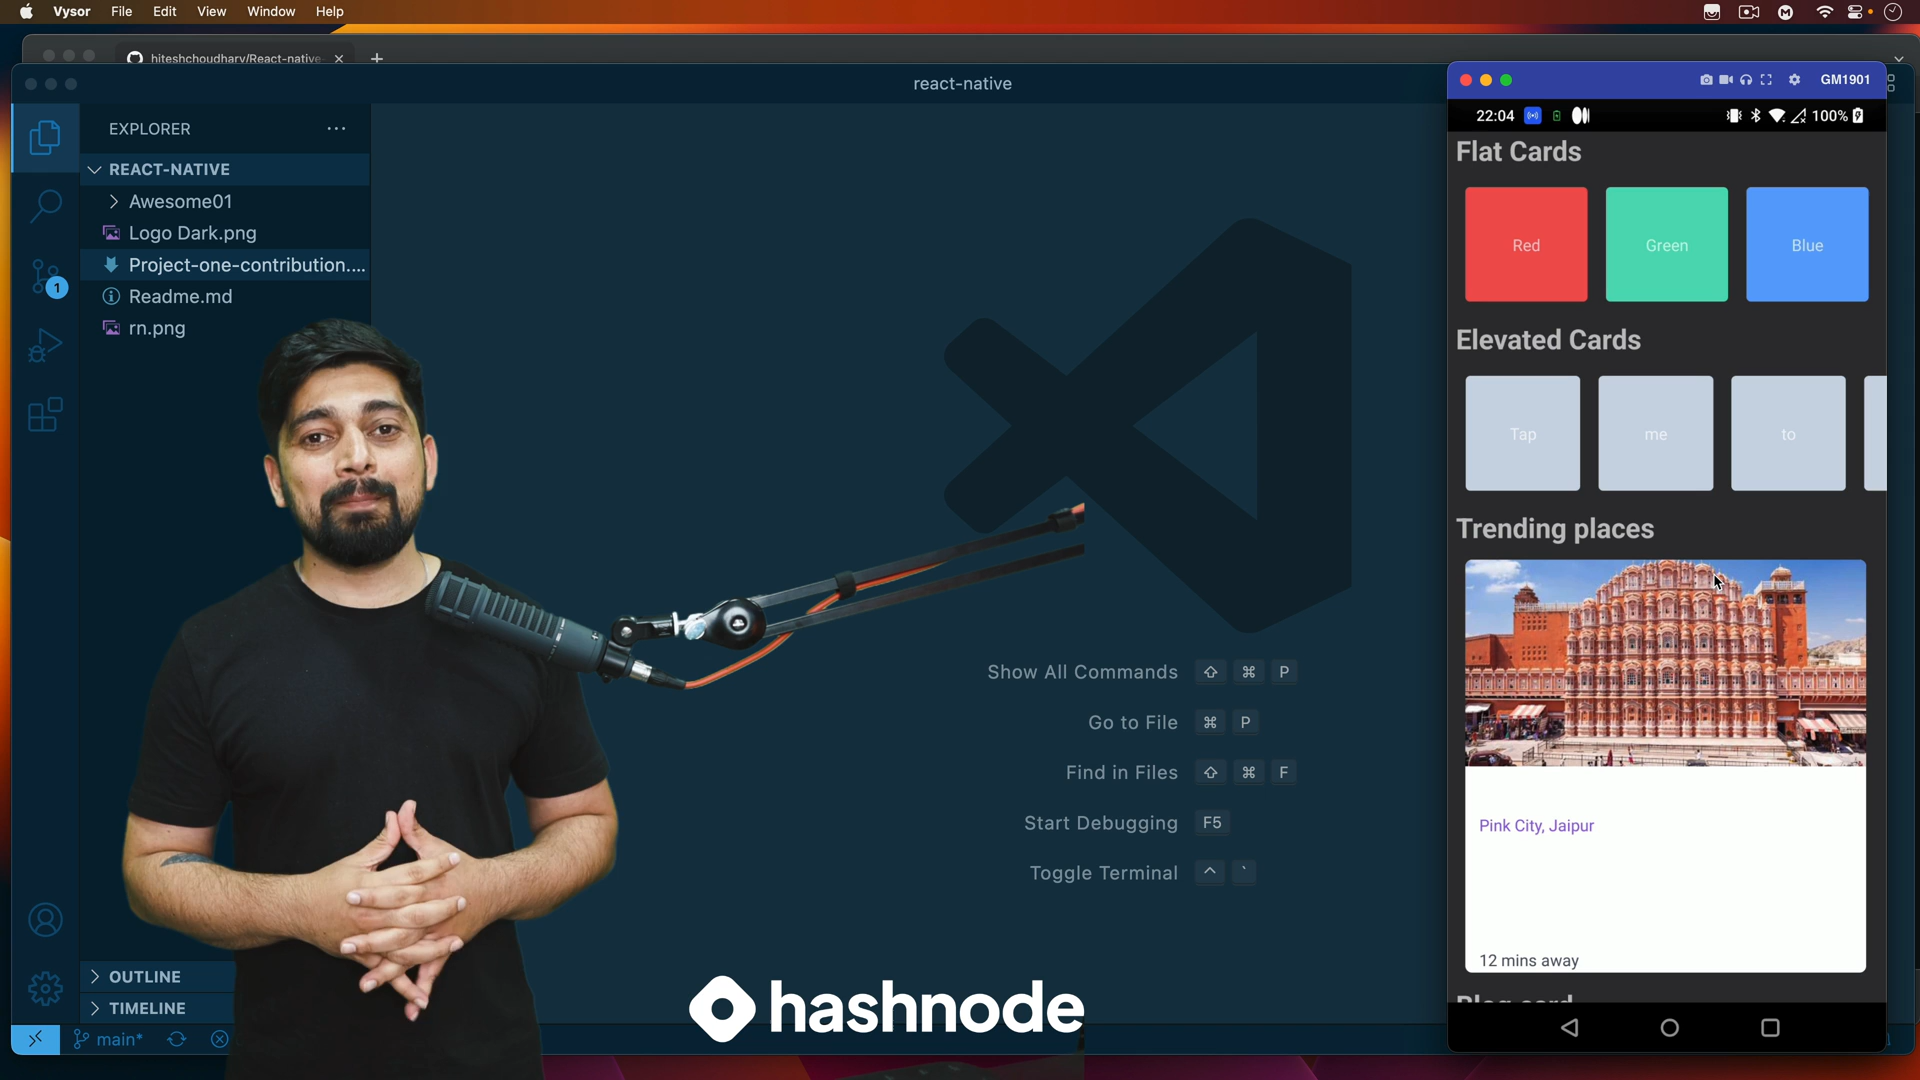 Vysor File Edit View Window Help
hiteshchoudhary/React-native-
react-native
GM1901
EXPLORER
REACT-NATIVE
Awesome01
Logo Dark.png
Project-one-contribution....
Readme.md
rn.png
1
OUTLINE
TIMELINE
main*
Show All Commands ⇧ ⌘ P
Go to File ⌘ P
Find in Files ⇧ ⌘ F
Start Debugging F5
Toggle Terminal ^ `
hashnode
22:04 100%
Flat Cards
Red Green Blue
Elevated Cards
Tap me to
Trending places
Pink City, Jaipur
12 mins away
Blog card